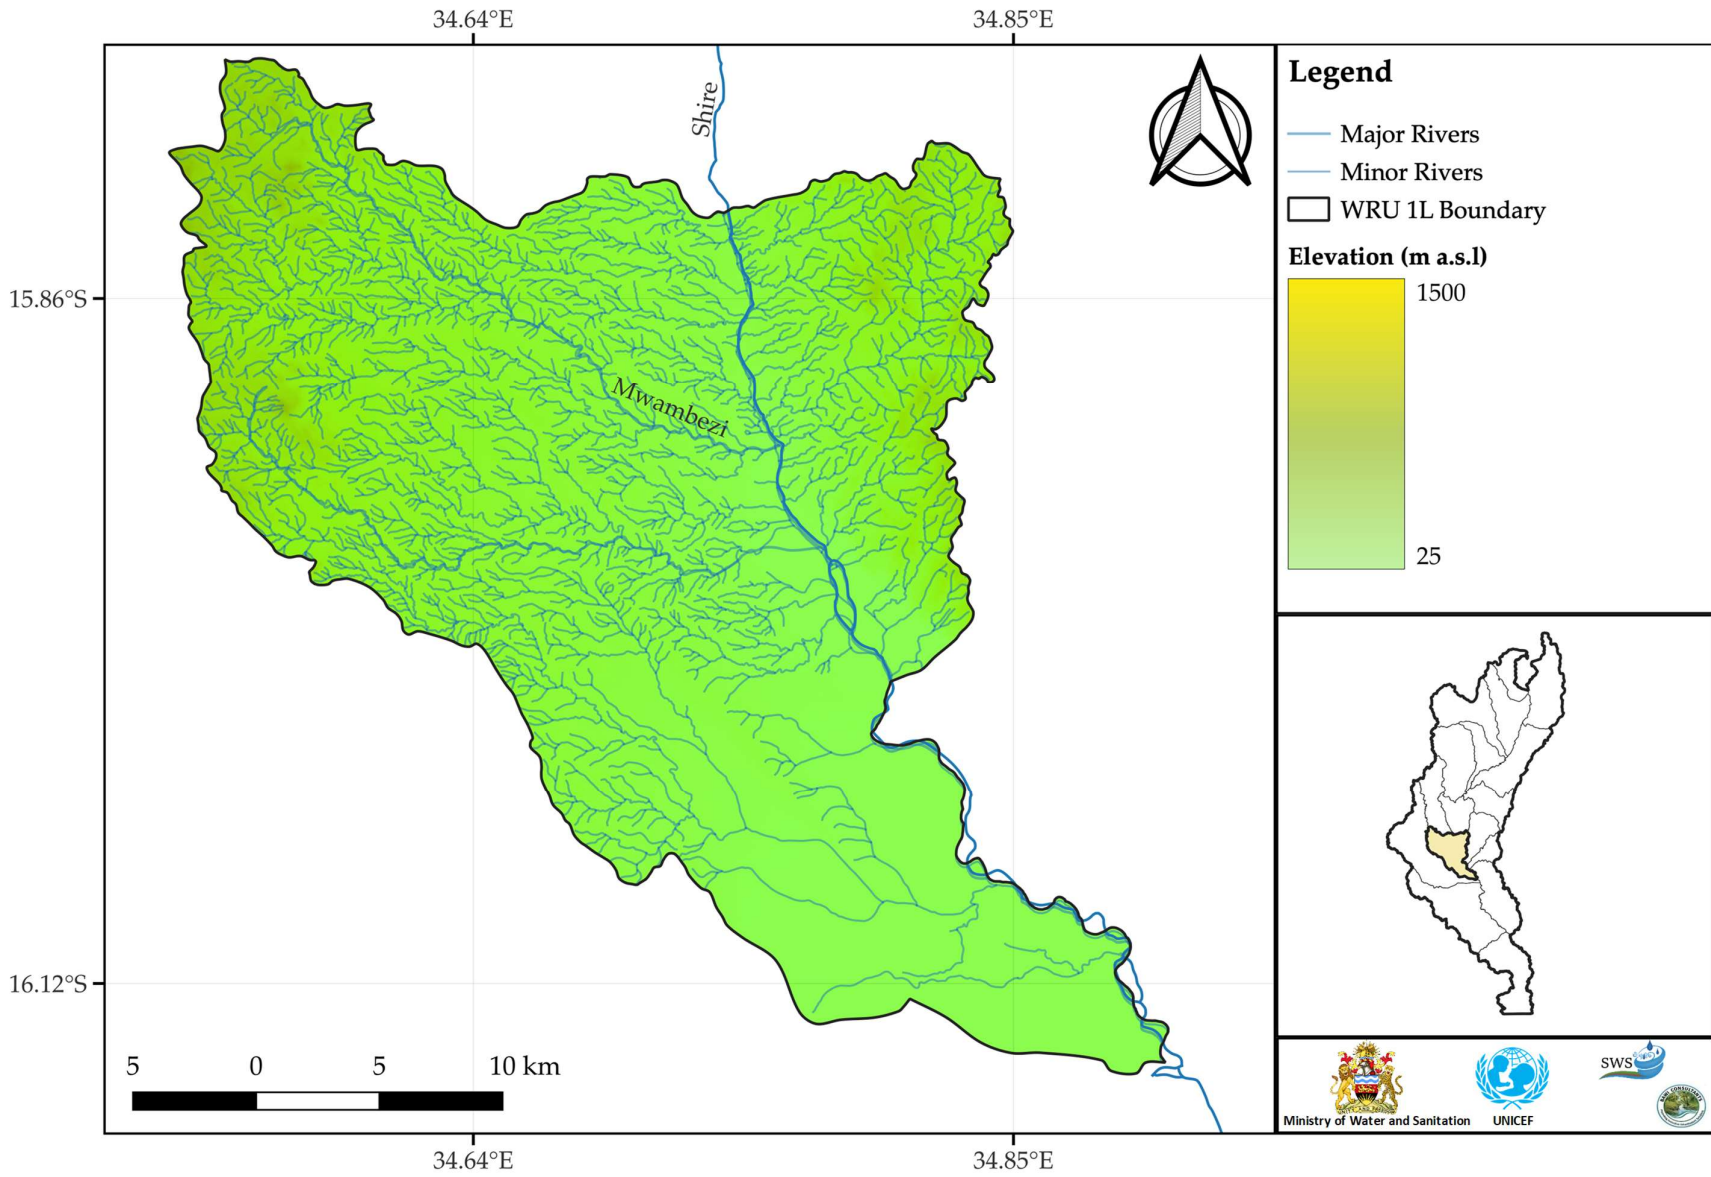 34.64°E
34.85°E
Shire
Mwambezi
15.86°S
16.12°S
5 0 5 10 km
34.64°E
34.85°E
Legend
Major Rivers
Minor Rivers
WRU 1L Boundary
Elevation (m a.s.l)
1500
25
Ministry of Water and Sanitation
UNICEF
SWS